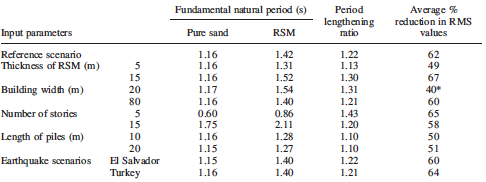 Fundamental natural period (s) Period lengthening ratio Average % reduction in RMS values
Input parameters Pure sand RSM
Reference scenario 1.16 1.42 1.22 62
Thickness of RSM (m) 5 1.16 1.31 1.13 49
15 1.16 1.52 1.30 67
Building width (m) 20 1.17 1.54 1.31 40*
80 1.16 1.40 1.21 60
Number of stories 5 0.60 0.86 1.43 65
15 1.75 2.11 1.20 58
Length of piles (m) 10 1.16 1.28 1.10 50
20 1.15 1.27 1.10 51
Earthquake scenarios El Salvador 1.15 1.40 1.22 60
Turkey 1.16 1.40 1.21 64